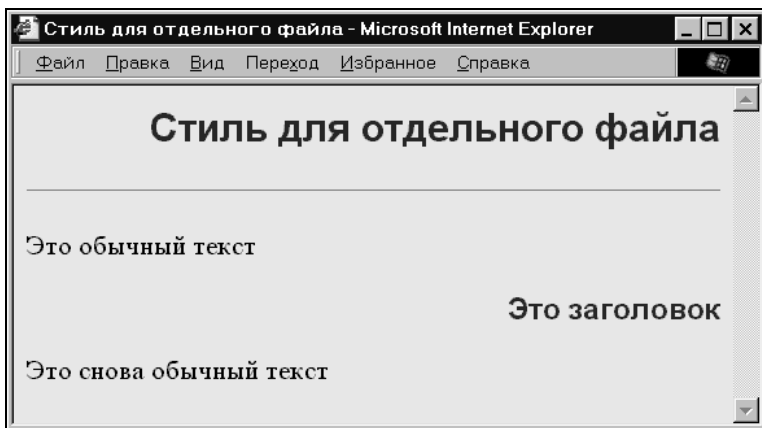 Стиль для отдельного файла - Microsoft Internet Explorer
Файл Правка Вид Переход Избранное Справка
Стиль для отдельного файла
Это обычный текст
Это заголовок
Это снова обычный текст